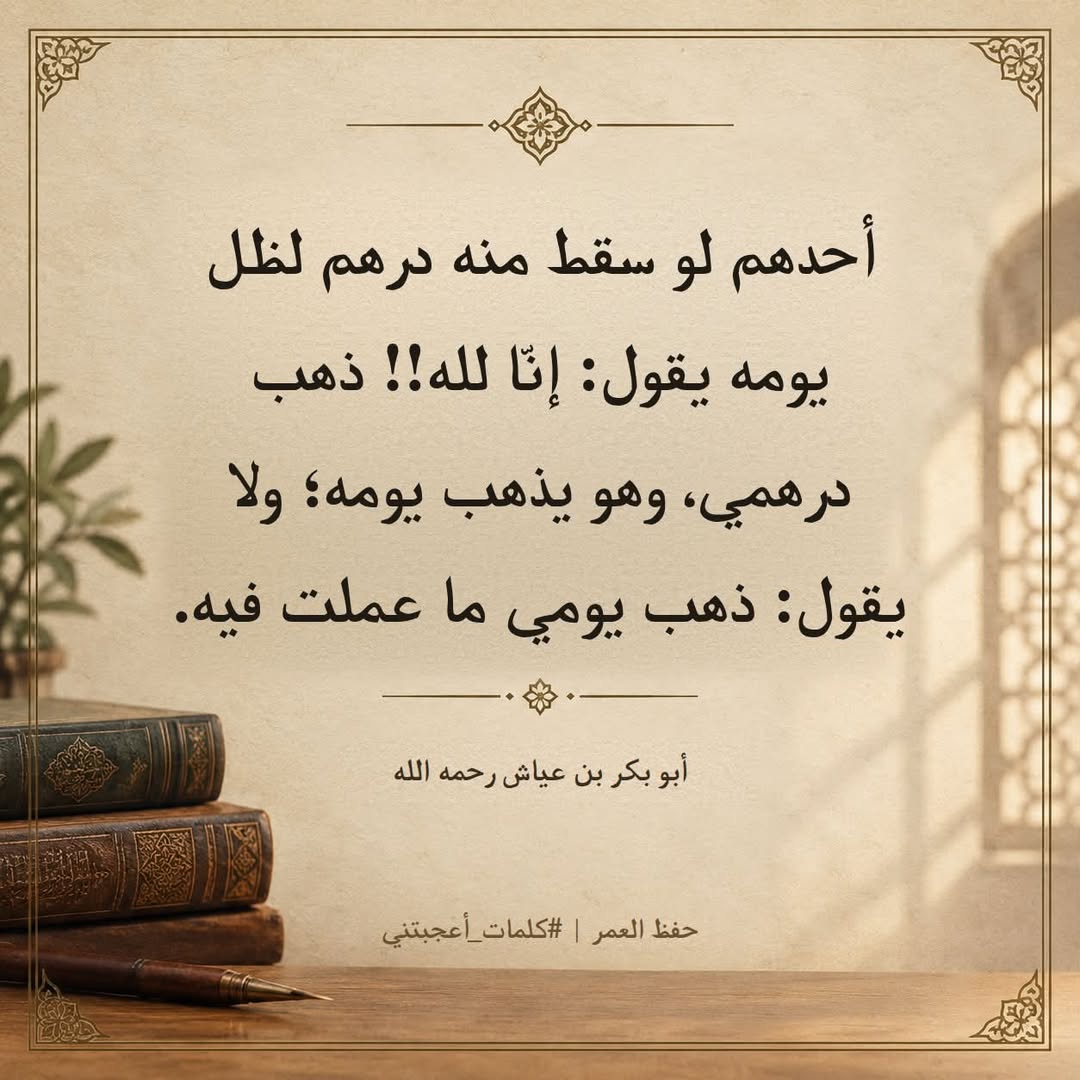 أحدهم لو سقط منه درهم لظل
يومه يقول: إنّا لله!! ذهب
درهمي، وهو يذهب يومه؛ ولا
يقول: ذهب يومي ما عملت فيه.
أبو بكر بن عياش رحمه الله
حفظ العمر | #كلمات_أعجبتني